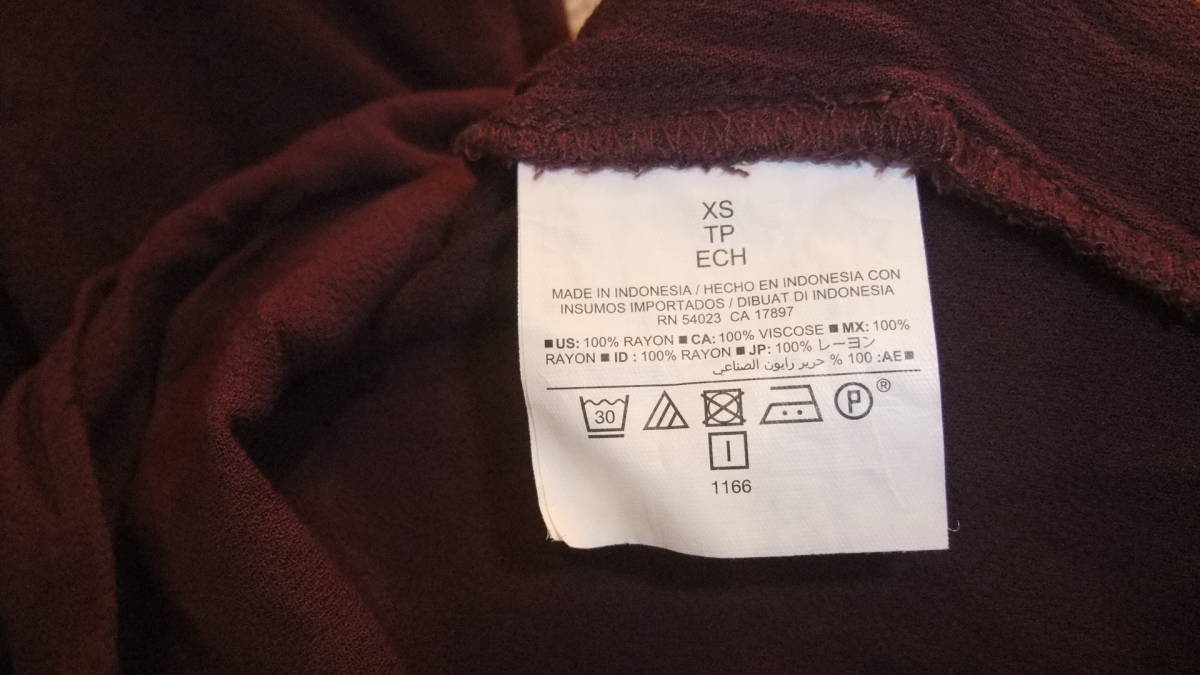 XS
TP
ECH
MADE IN INDONESIA / HECHO EN INDONESIA CON
INSUMOS IMPORTADOS / DIBUAT DI INDONESIA
RN 54023 CA 17897
■US: 100% RAYON ■CA: 100% VISCOSE ■MX: 100%
RAYON ■ID : 100% RAYON ■JP: 100% レーヨン
■AE: 100 % حرير رايون الصناعي
30 P ®
1166